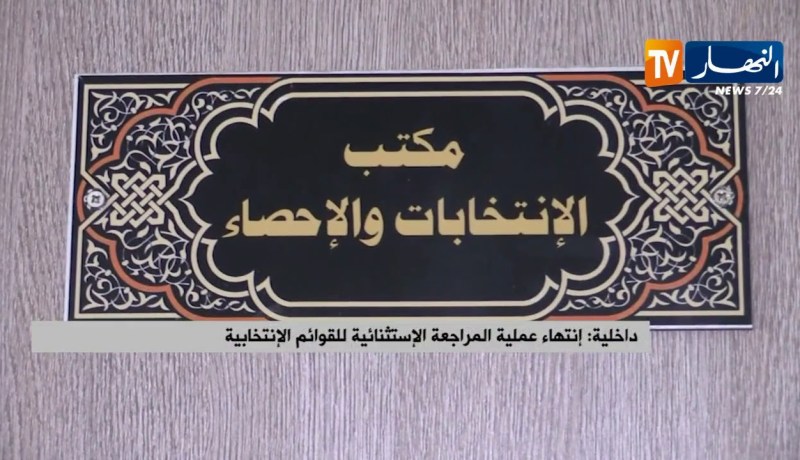 TV النهار
NEWS 7/24
مكتب
الإنتخابات والإحصاء
داخلية: إنتهاء عملية المراجعة الإستثنائية للقوائم الإنتخابية